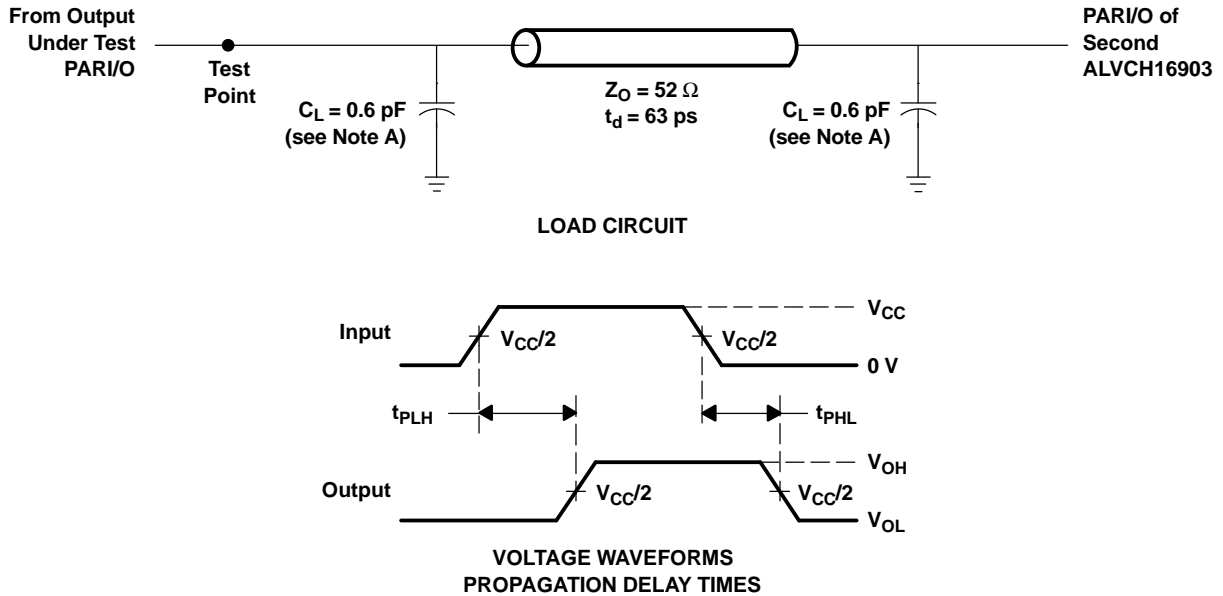 From Output
Under Test
PARI/O
Test
Point
C_L = 0.6 pF
(see Note A)
Z_O = 52 Ω
t_d = 63 ps
C_L = 0.6 pF
(see Note A)
PARI/O of
Second
ALVCH16903
LOAD CIRCUIT
Input
V_CC/2
V_CC/2
V_CC
0 V
t_PLH
t_PHL
Output
V_CC/2
V_CC/2
V_OH
V_OL
VOLTAGE WAVEFORMS
PROPAGATION DELAY TIMES